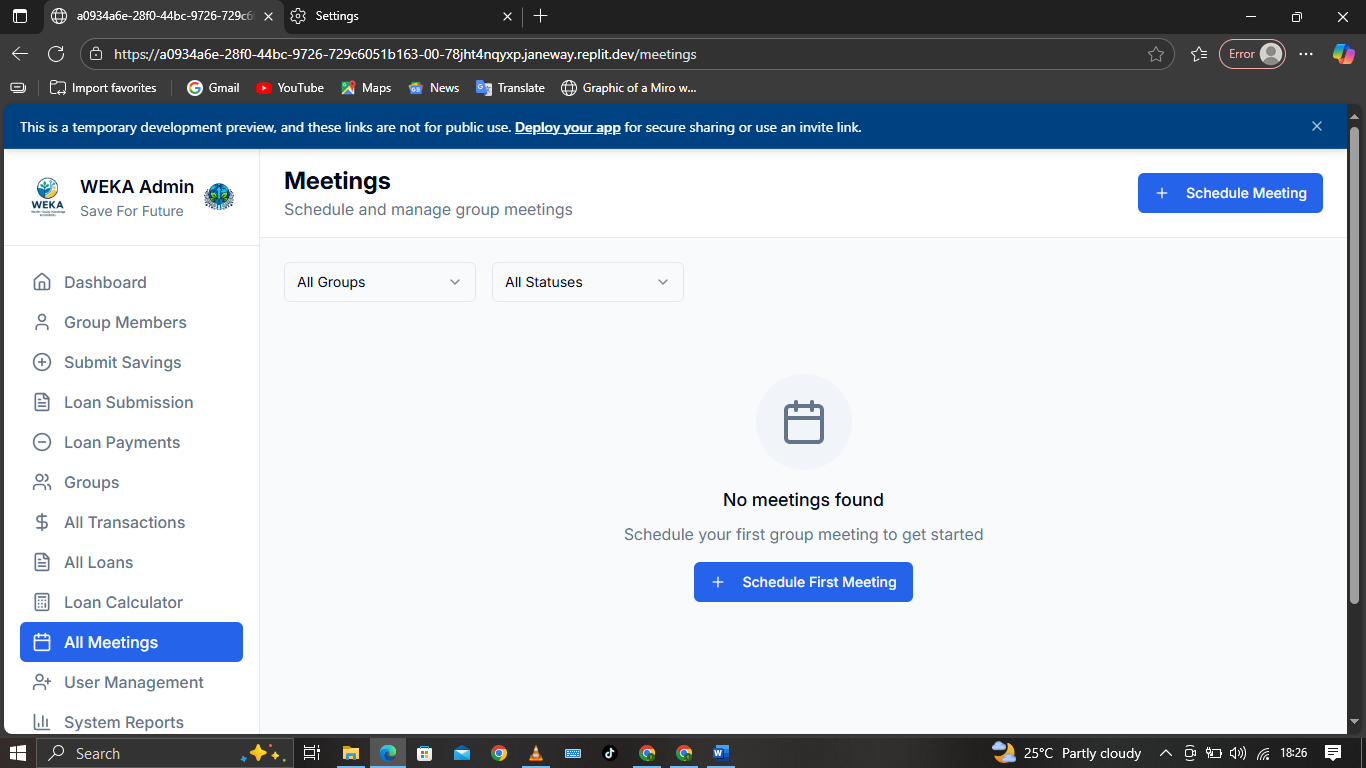 a0934a6e-28f0-44bc-9726-729c6
Settings
https://a0934a6e-28f0-44bc-9726-729c6051b163-00-78jht4nqyxp.janeway.replit.dev/meetings
Error
Import favorites
Gmail
YouTube
Maps
News
Translate
Graphic of a Miro w...
This is a temporary development preview, and these links are not for public use. Deploy your app for secure sharing or use an invite link.
WEKA
WEKA Admin
Save For Future
Meetings
Schedule and manage group meetings
Schedule Meeting
Dashboard
Group Members
Submit Savings
Loan Submission
Loan Payments
Groups
All Transactions
All Loans
Loan Calculator
All Meetings
User Management
System Reports
All Groups
All Statuses
No meetings found
Schedule your first group meeting to get started
Schedule First Meeting
Search
25°C Partly cloudy
18:26